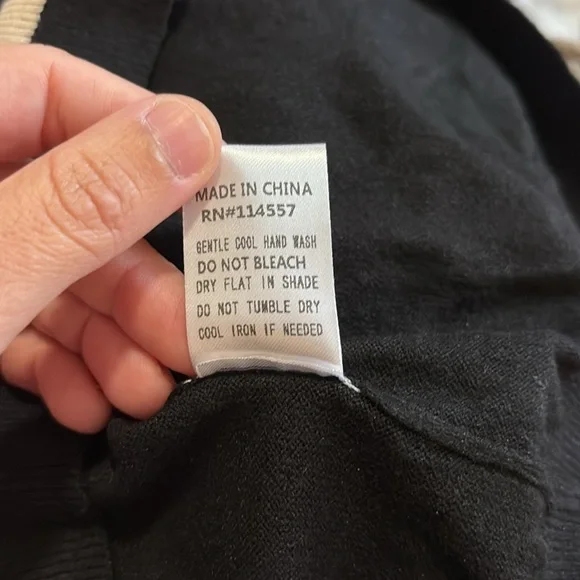 MADE IN CHINA
RN#114557
GENTLE COOL HAND WASH
DO NOT BLEACH
DRY FLAT IN SHADE
DO NOT TUMBLE DRY
COOL IRON IF NEEDED